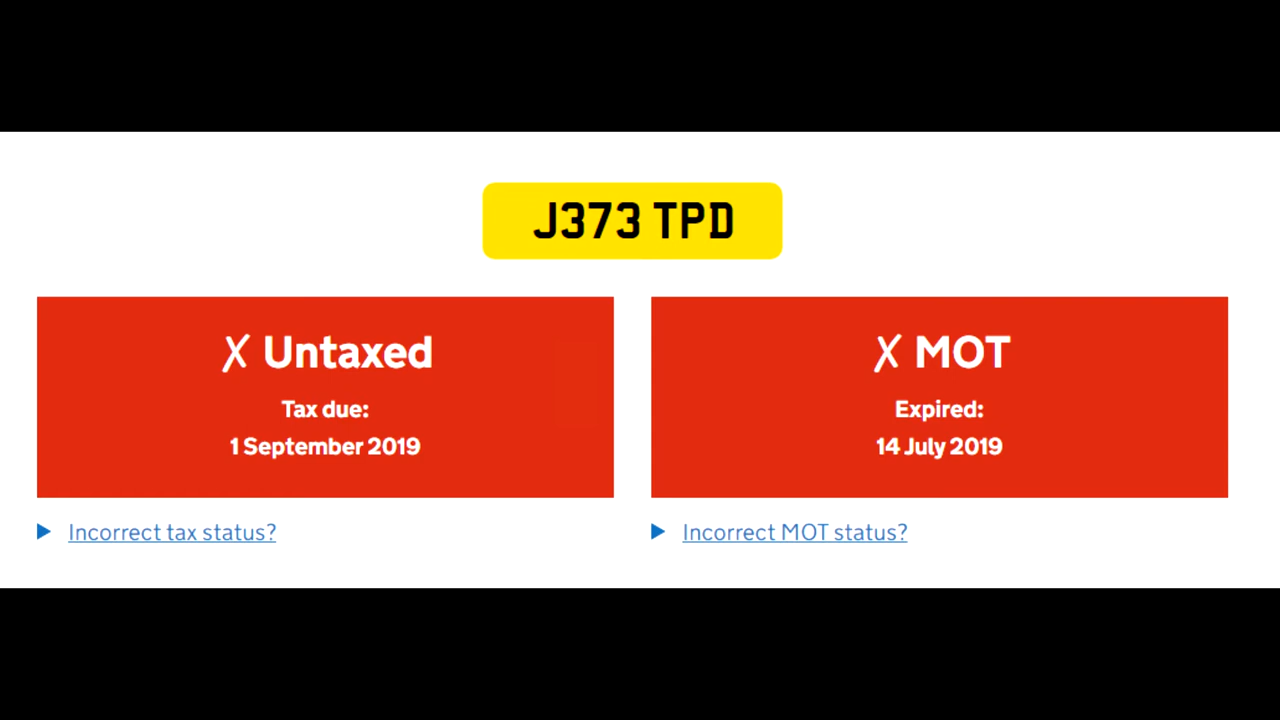 J373 TPD
✗ Untaxed
Tax due:
1 September 2019
✗ MOT
Expired:
14 July 2019
Incorrect tax status?
Incorrect MOT status?